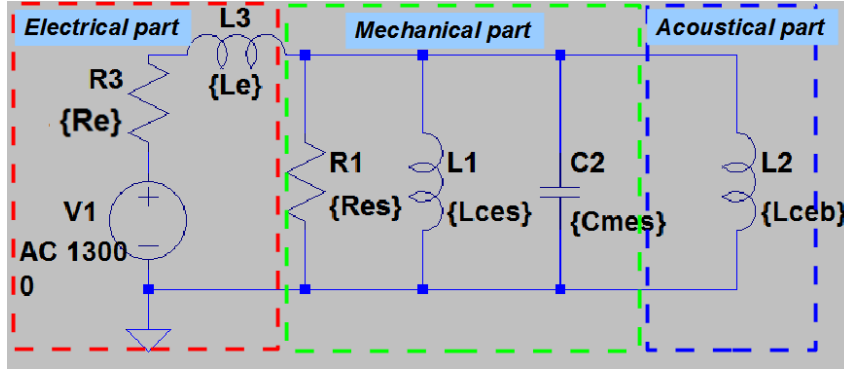 Electrical part
L3
Mechanical part
Acoustical part
R3
{Le}
{Re}
R1
L1
C2
L2
{Res}
{Lces}
{Cmes}
{Lceb}
V1
AC 1300
0